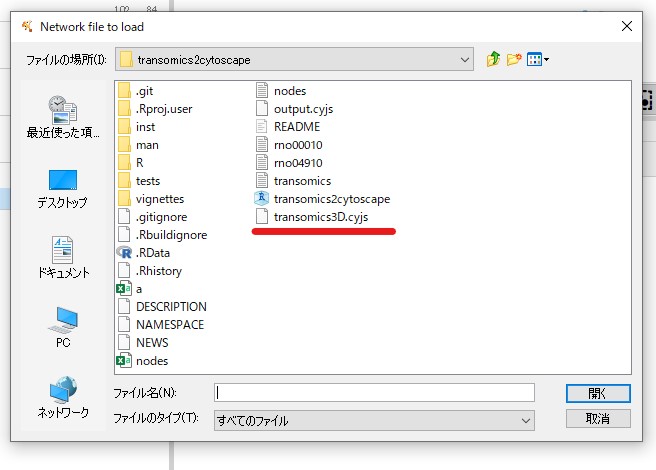 102 84
Network file to load
ファイルの場所(I):
transomics2cytoscape
最近使った項...
デスクトップ
ドキュメント
PC
ネットワーク
.git
.Rproj.user
inst
man
R
tests
vignettes
.gitignore
.Rbuildignore
.RData
.Rhistory
a
DESCRIPTION
NAMESPACE
NEWS
nodes
nodes
output.cyjs
README
rno00010
rno04910
transomics
transomics2cytoscape
transomics3D.cyjs
ファイル名(N):
開く
ファイルのタイプ(T):
すべてのファイル
取消